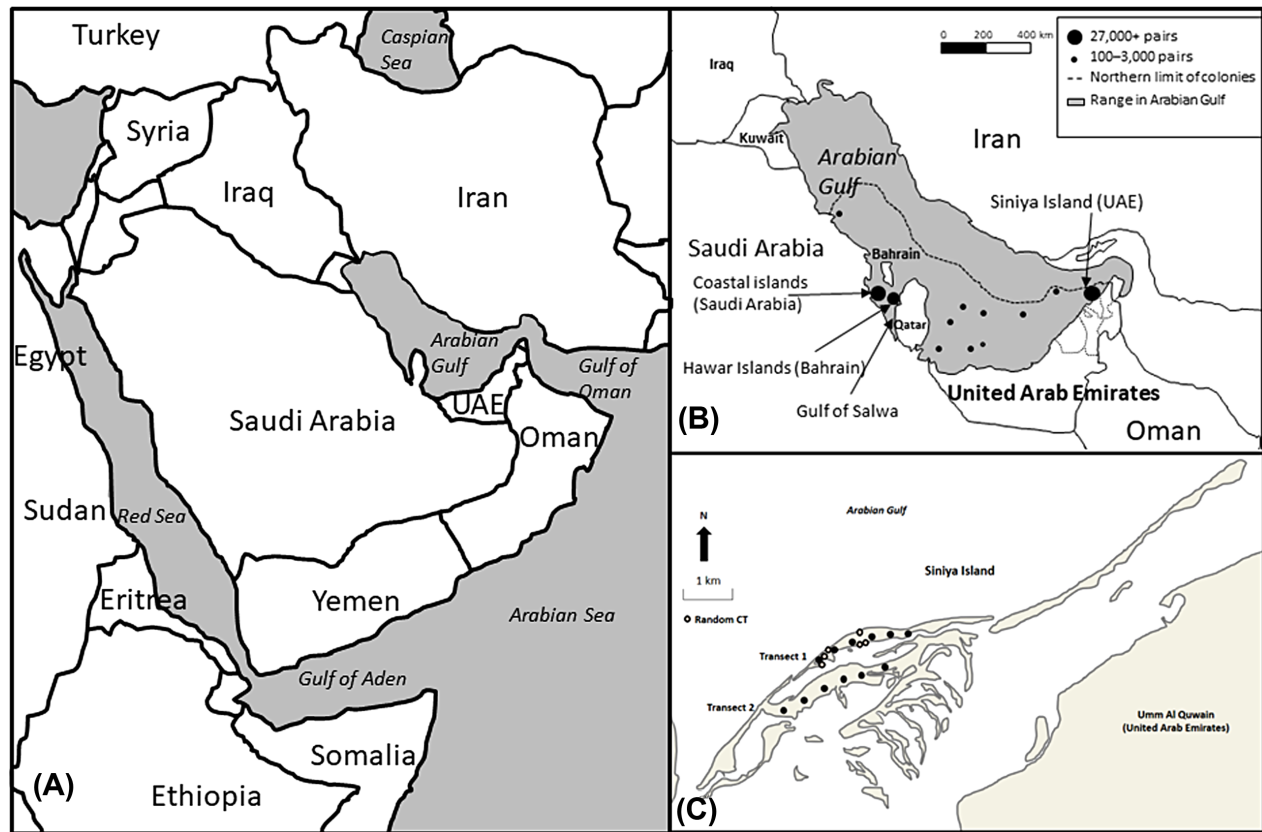 Turkey
Caspian
Sea
Syria
Iraq
Iran
Egypt
Arabian
Gulf
Gulf of
Oman
UAE
Saudi Arabia
Oman
Sudan
Red Sea
Eritrea
Yemen
Arabian Sea
Gulf of Aden
Somalia
Ethiopia
(A)
0 200 400 km
27,000+ pairs
100–3,000 pairs
Northern limit of colonies
Range in Arabian Gulf
Iraq
Kuwait
Iran
Arabian
Gulf
Siniya Island (UAE)
Saudi Arabia
Bahrain
Coastal islands
(Saudi Arabia)
Qatar
Hawar Islands (Bahrain)
Gulf of Salwa
United Arab Emirates
Oman
(B)
Arabian Gulf
N
Siniya Island
1 km
Random CT
Transect 1
Transect 2
Umm Al Quwain
(United Arab Emirates)
(C)